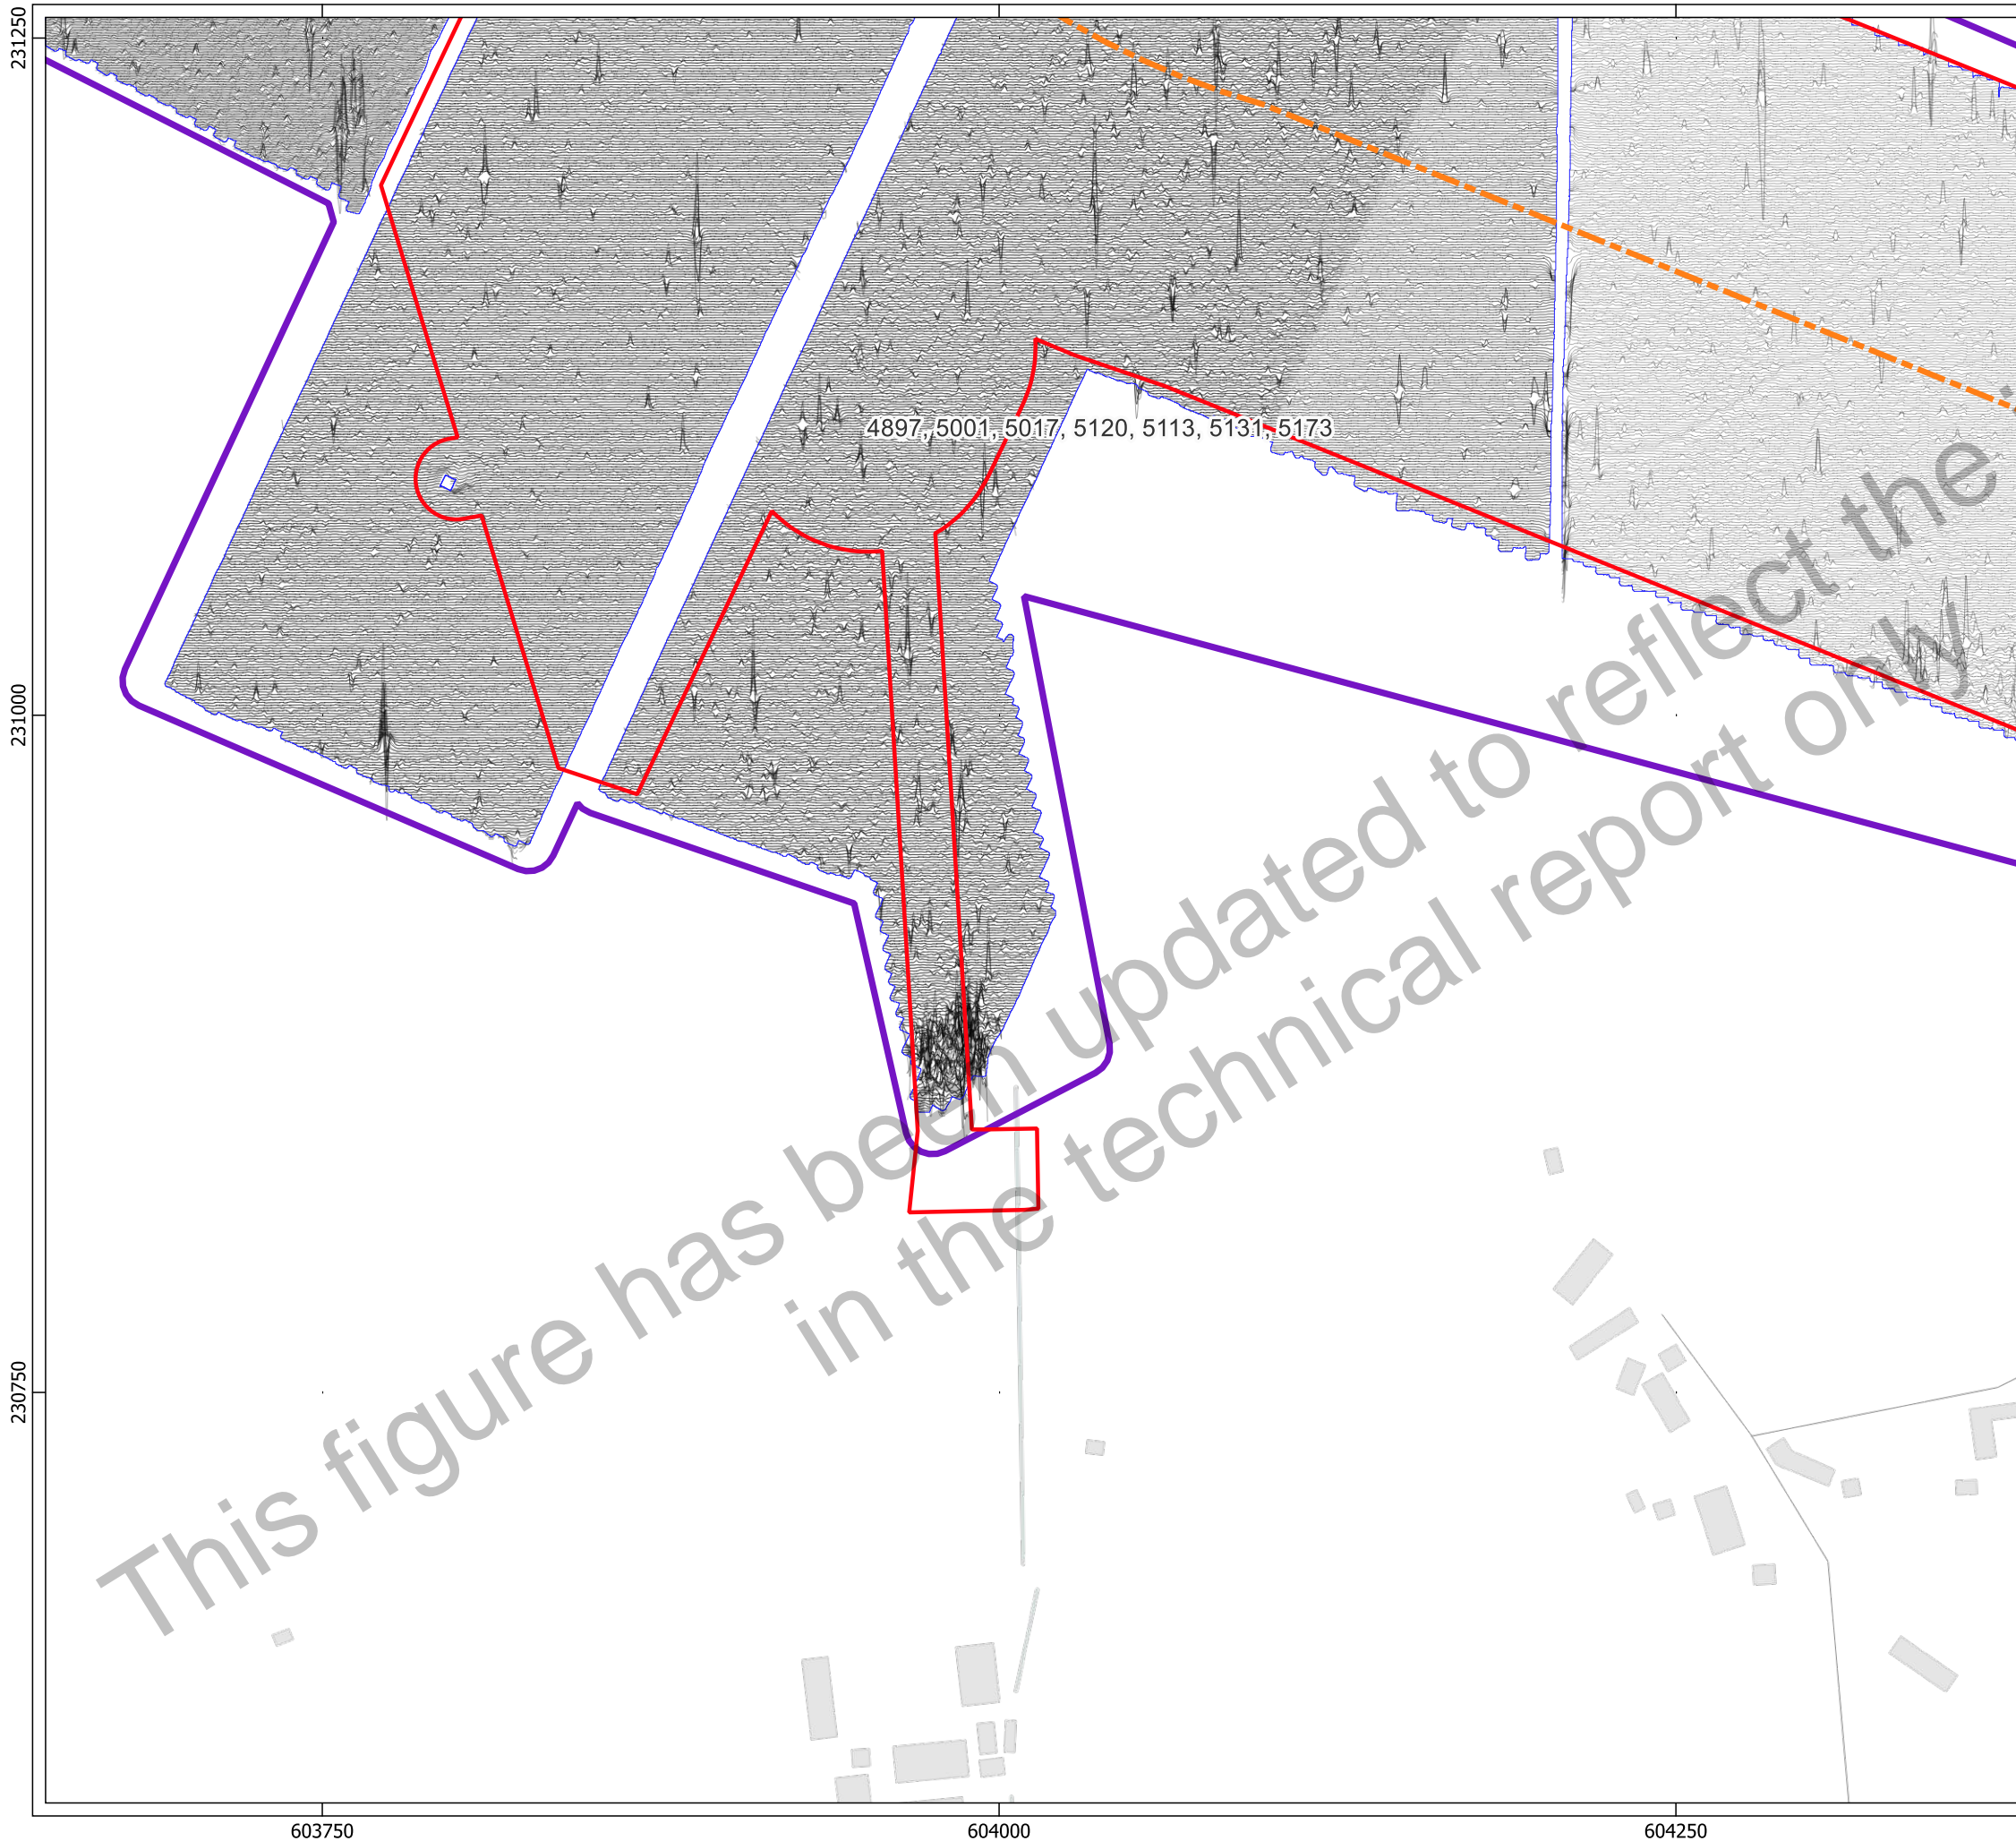 231250
4897, 5001, 5017, 5120, 5113, 5131, 5173
231000
This figure has been updated to reflect the
in the technical report only
230750
603750
604000
604250